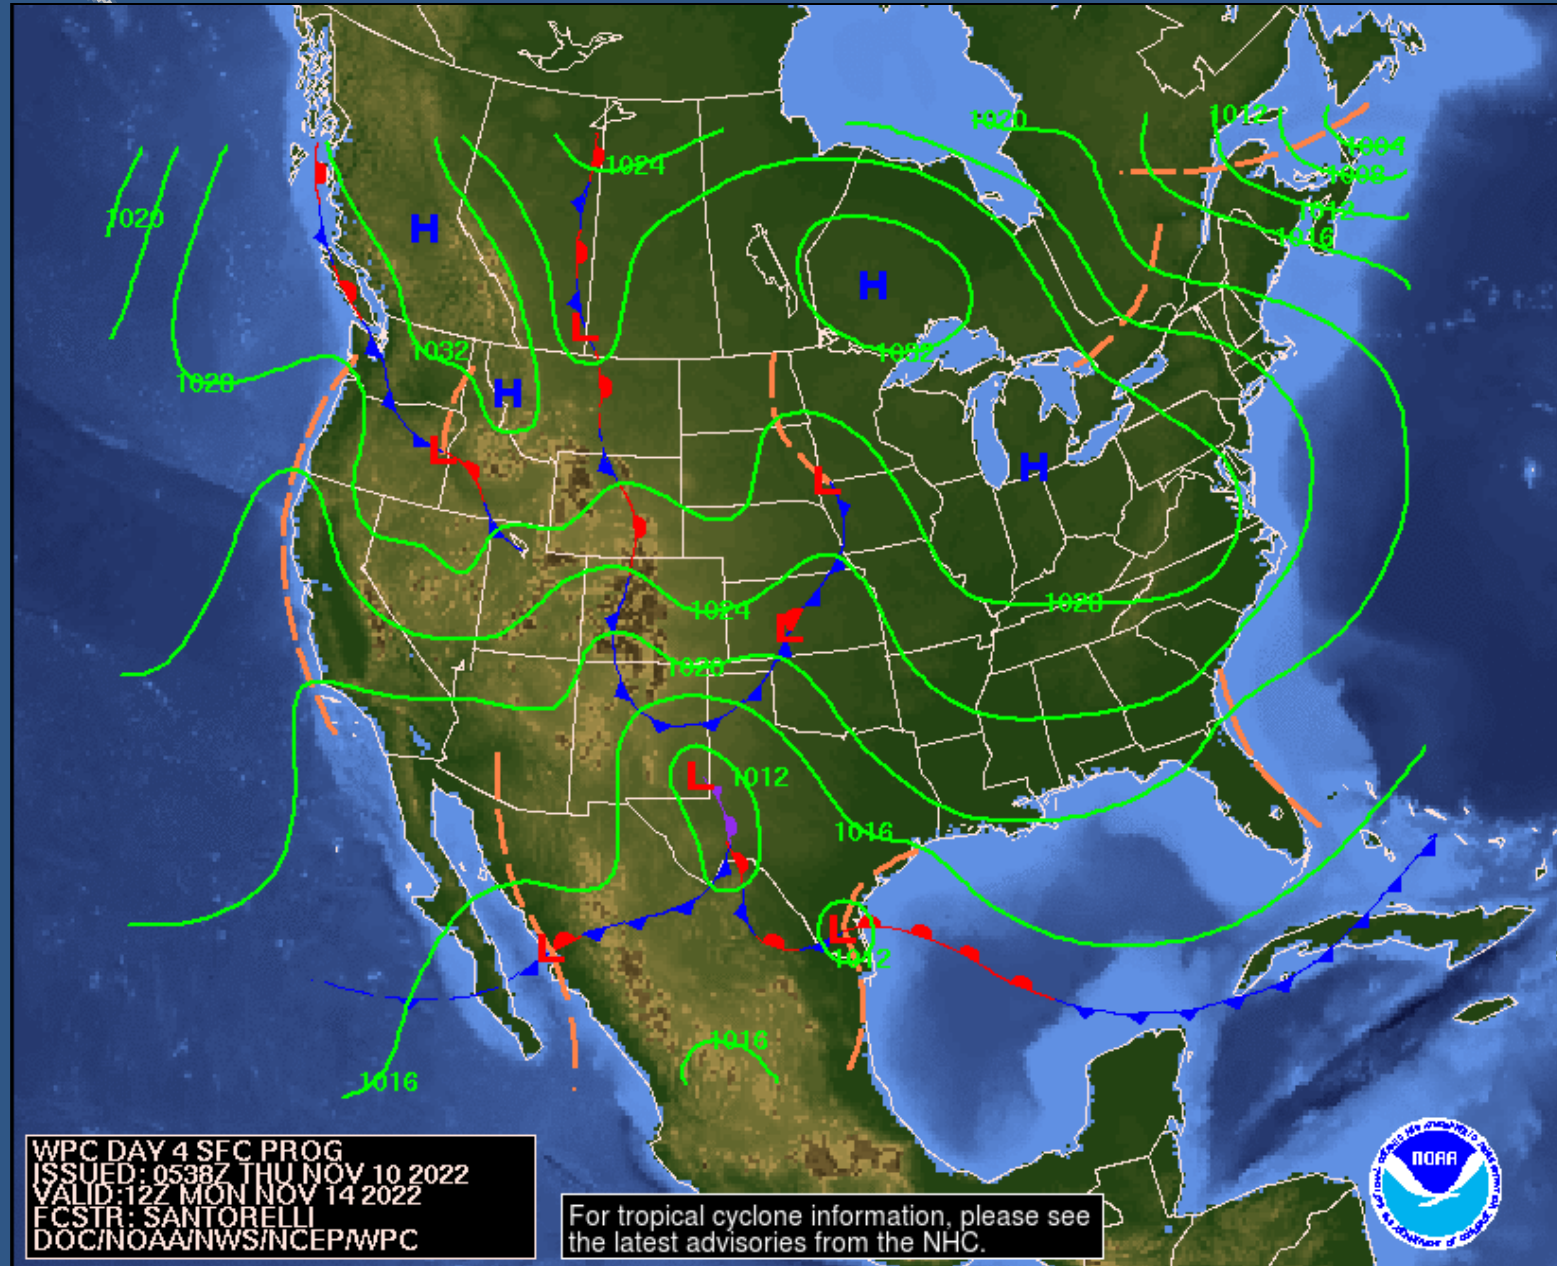 1020
1012
1004
1024
1008
1020
1012
1016
1032
1032
1028
1024
1028
1020
1012
1016
1012
1016
1016
H
H
H
H
L
L
L
L
L
L
L
WPC DAY 4 SFC PROG
ISSUED: 0538Z THU NOV 10 2022
VALID:12Z MON NOV 14 2022
FCSTR: SANTORELLI
DOC/NOAA/NWS/NCEP/WPC
For tropical cyclone information, please see
the latest advisories from the NHC.
NOAA